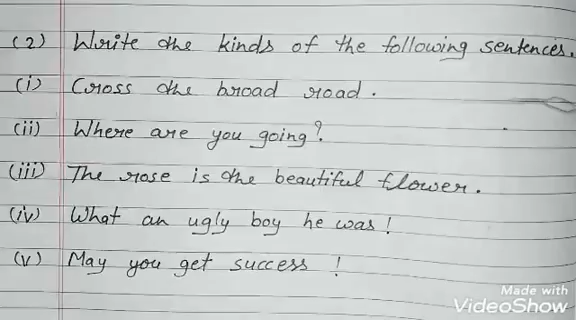 (2) Write the kinds of the following sentences.
(i) Cross the broad road.
(ii) Where are you going?
(iii) The rose is the beautiful flower.
(iv) What an ugly boy he was!
(v) May you get success!
Made with
VideoShow